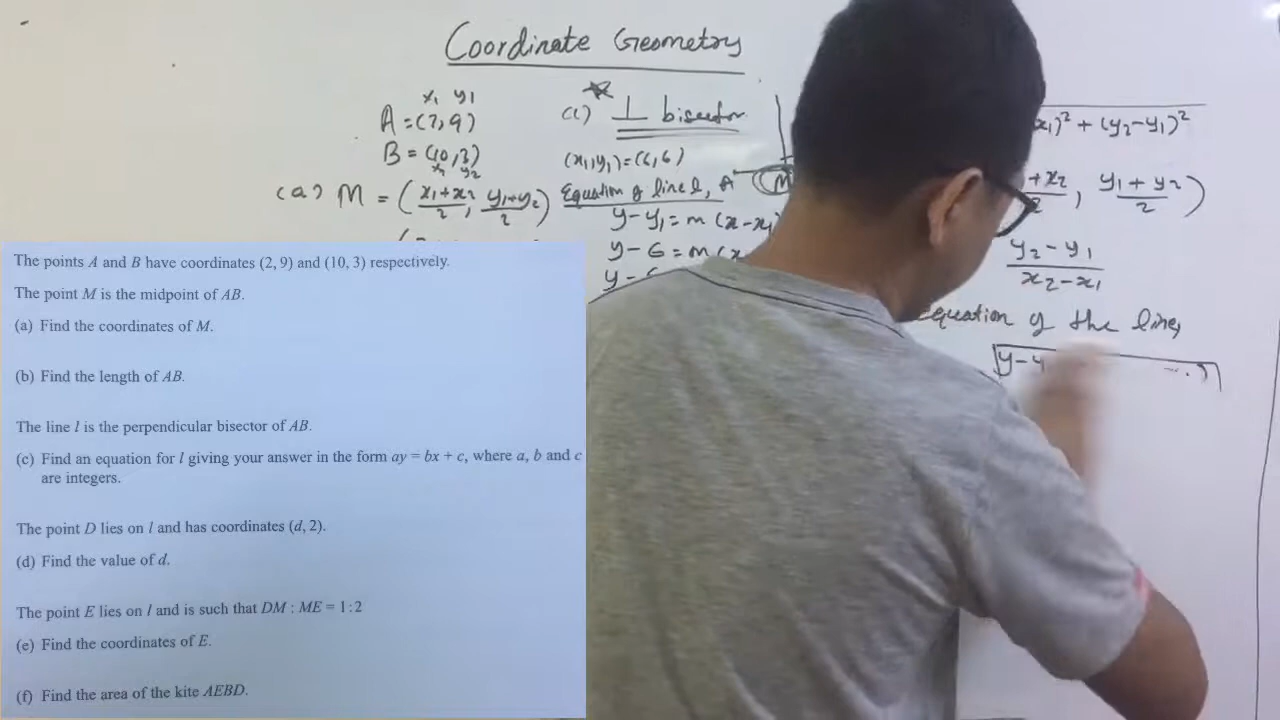 Coordinate Geometry
x₁ y₁
A = (2,9)
B = (10,3)
x₂ y₂
(a) M = (x₁+x₂/2, y₁+y₂/2)
(c) ⊥ bisector
(x₁,y₁)=(6,6)
Equation of line l,
y-y₁=m(x-x₁)
y-6=m(x
y-6
A
M
x₁)²+(y₂-y₁)²
+x₂/2, y₁+y₂/2)
y₂-y₁/x₂-x₁
equation of the line,
y-y
The points A and B have coordinates (2, 9) and (10, 3) respectively.
The point M is the midpoint of AB.
(a) Find the coordinates of M.
(b) Find the length of AB.
The line l is the perpendicular bisector of AB.
(c) Find an equation for l giving your answer in the form ay = bx + c, where a, b and c
are integers.
The point D lies on l and has coordinates (d, 2).
(d) Find the value of d.
The point E lies on l and is such that DM : ME = 1:2
(e) Find the coordinates of E.
(f) Find the area of the kite AEBD.